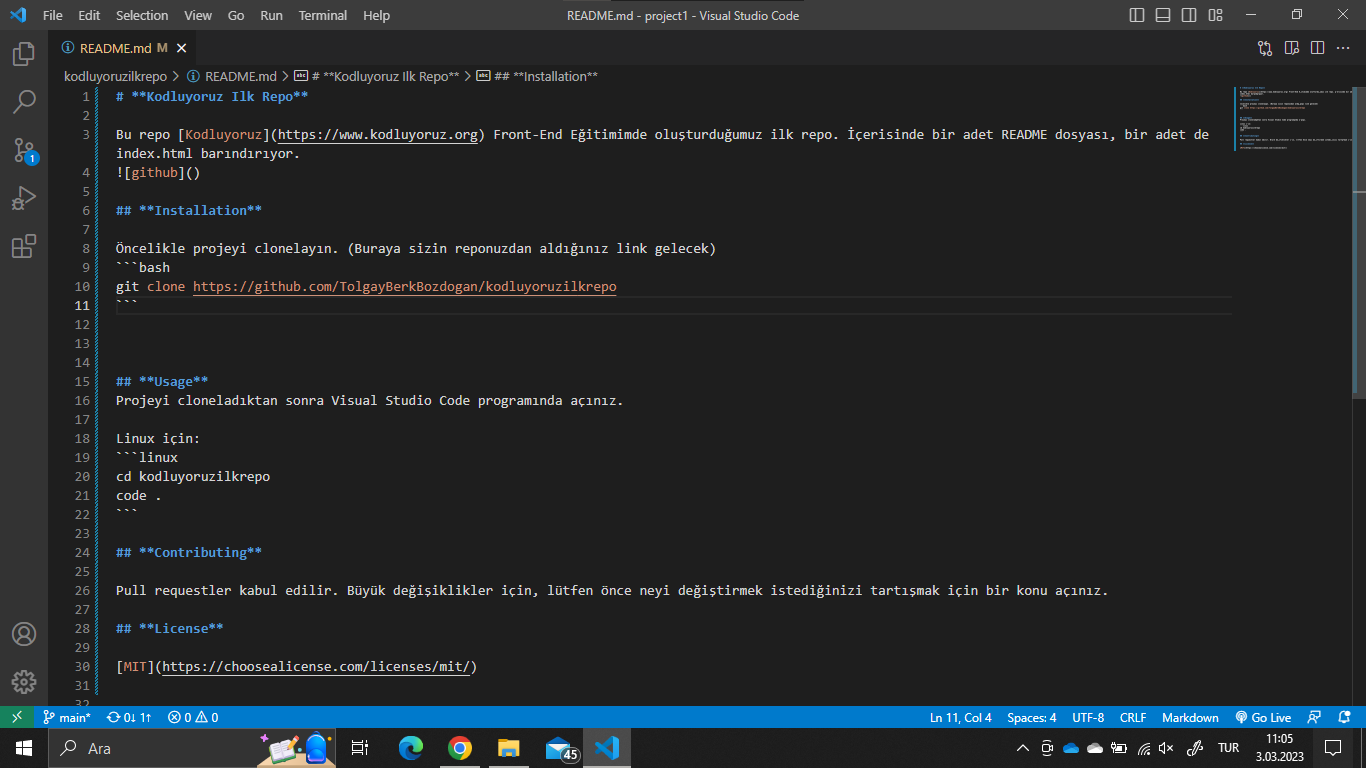 File Edit Selection View Go Run Terminal Help README.md - project1 - Visual Studio Code
README.md M
kodluyoruzilkrepo > README.md > # **Kodluyoruz Ilk Repo** > ## **Installation**
1 # **Kodluyoruz Ilk Repo**
2
3 Bu repo [Kodluyoruz](https://www.kodluyoruz.org) Front-End Eğitimimde oluşturduğumuz ilk repo. İçerisinde bir adet README dosyası, bir adet de
index.html barındırıyor.
4 ![github]()
5
6 ## **Installation**
7
8 Öncelikle projeyi clonelayın. (Buraya sizin reponuzdan aldığınız link gelecek)
9 ```bash
10 git clone https://github.com/TolgayBerkBozdogan/kodluyoruzilkrepo
11 ```
12
13
14
15 ## **Usage**
16 Projeyi cloneladıktan sonra Visual Studio Code programında açınız.
17
18 Linux için:
19 ```linux
20 cd kodluyoruzilkrepo
21 code .
22 ```
23
24 ## **Contributing**
25
26 Pull requestler kabul edilir. Büyük değişiklikler için, lütfen önce neyi değiştirmek istediğinizi tartışmak için bir konu açınız.
27
28 ## **License**
29
30 [MIT](https://choosealicense.com/licenses/mit/)
31
32
1
main* 0↓ 1↑ 0 0 Ln 11, Col 4 Spaces: 4 UTF-8 CRLF Markdown Go Live
Ara 45 TUR 11:05
3.03.2023